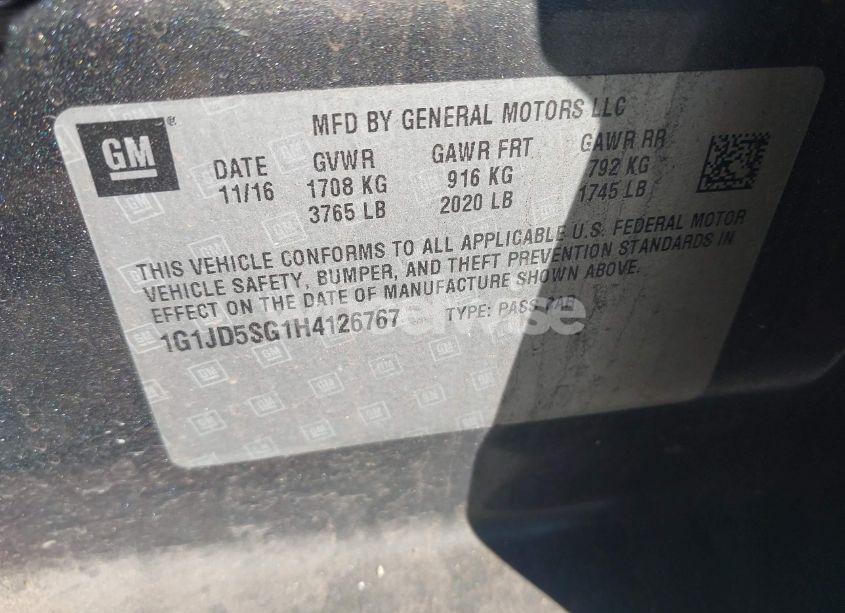 GM
MFD BY GENERAL MOTORS LLC
DATE GVWR GAWR FRT GAWR RR
11/16 1708 KG 916 KG 792 KG
3765 LB 2020 LB 1745 LB
THIS VEHICLE CONFORMS TO ALL APPLICABLE U.S. FEDERAL MOTOR
VEHICLE SAFETY, BUMPER, AND THEFT PREVENTION STANDARDS IN
EFFECT ON THE DATE OF MANUFACTURE SHOWN ABOVE.
1G1JD5SG1H4126767 TYPE: PASS CAR